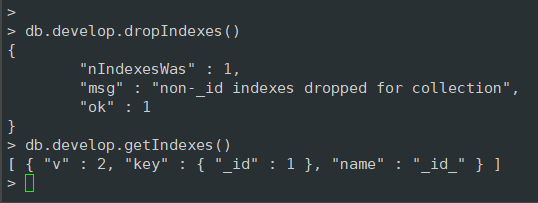 >
>
> db.develop.dropIndexes()
{
        "nIndexesWas" : 1,
        "msg" : "non-_id indexes dropped for collection",
        "ok" : 1
}
> db.develop.getIndexes()
[ { "v" : 2, "key" : { "_id" : 1 }, "name" : "_id_" } ]
>